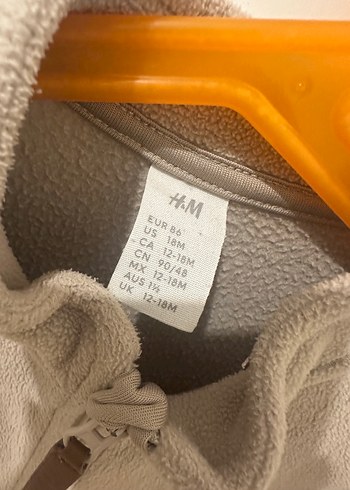 H&M
EUR 86
US 18M
CA 12-18M
CN 90/48
MX 12-18M
AUS 1½
UK 12-18M